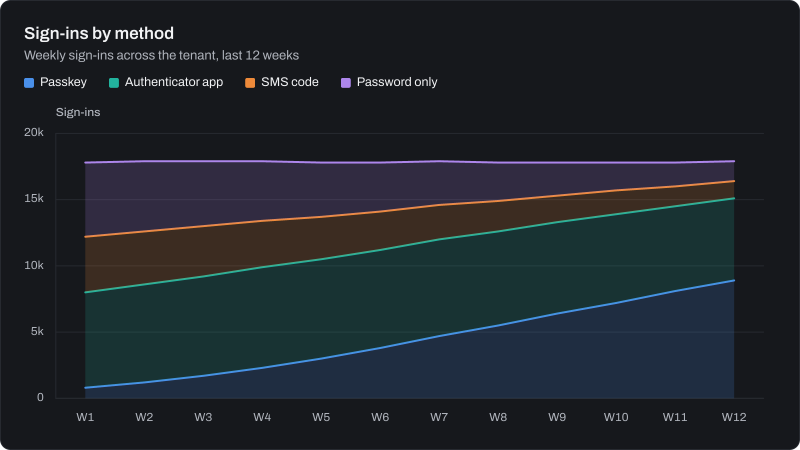 Sign-ins by method
Weekly sign-ins across the tenant, last 12 weeks
Passkey Authenticator app SMS code Password only
Sign-ins
20k
15k
10k
5k
0
W1 W2 W3 W4 W5 W6 W7 W8 W9 W10 W11 W12